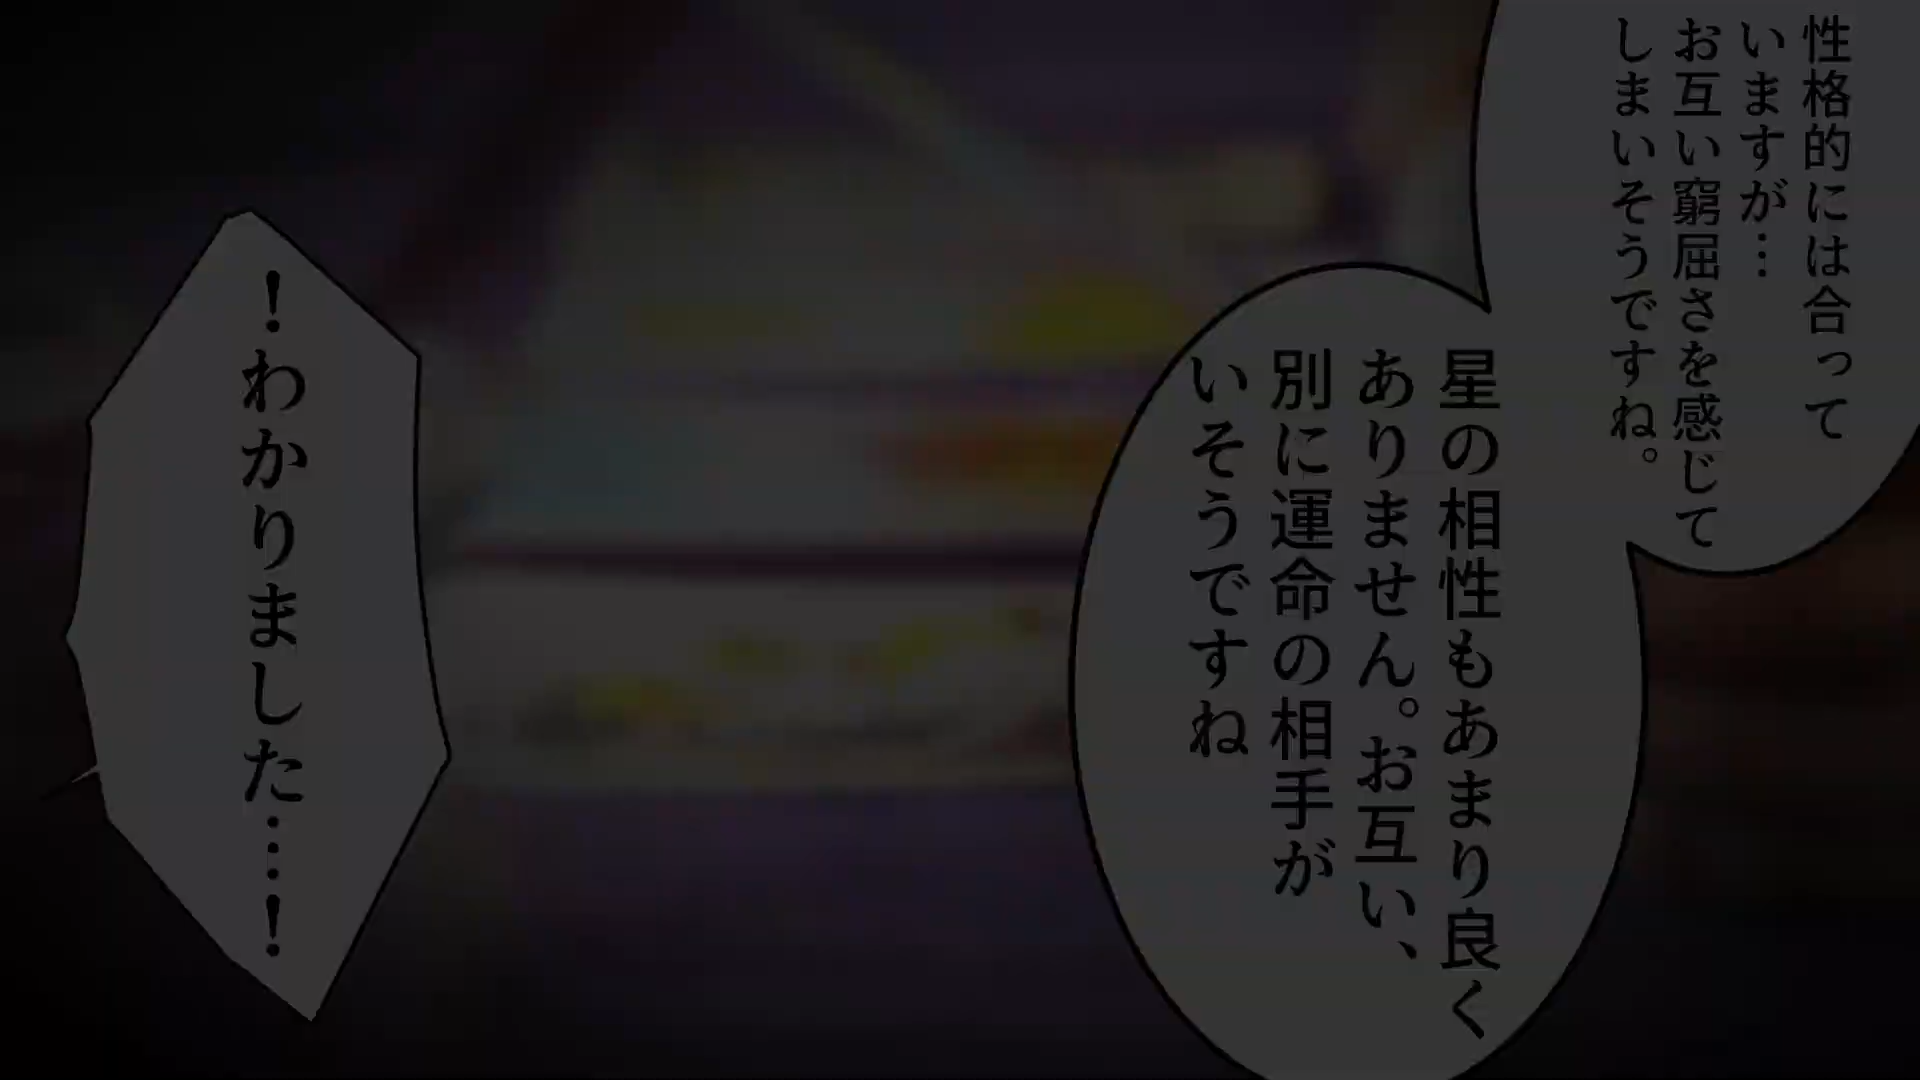 性格的には合って
いますが…
お互い窮屈さを感じて
しまいそうですね。
星の相性もあまり良く
ありません。お互い、
別に運命の相手が
いそうですね
！わかりました…！